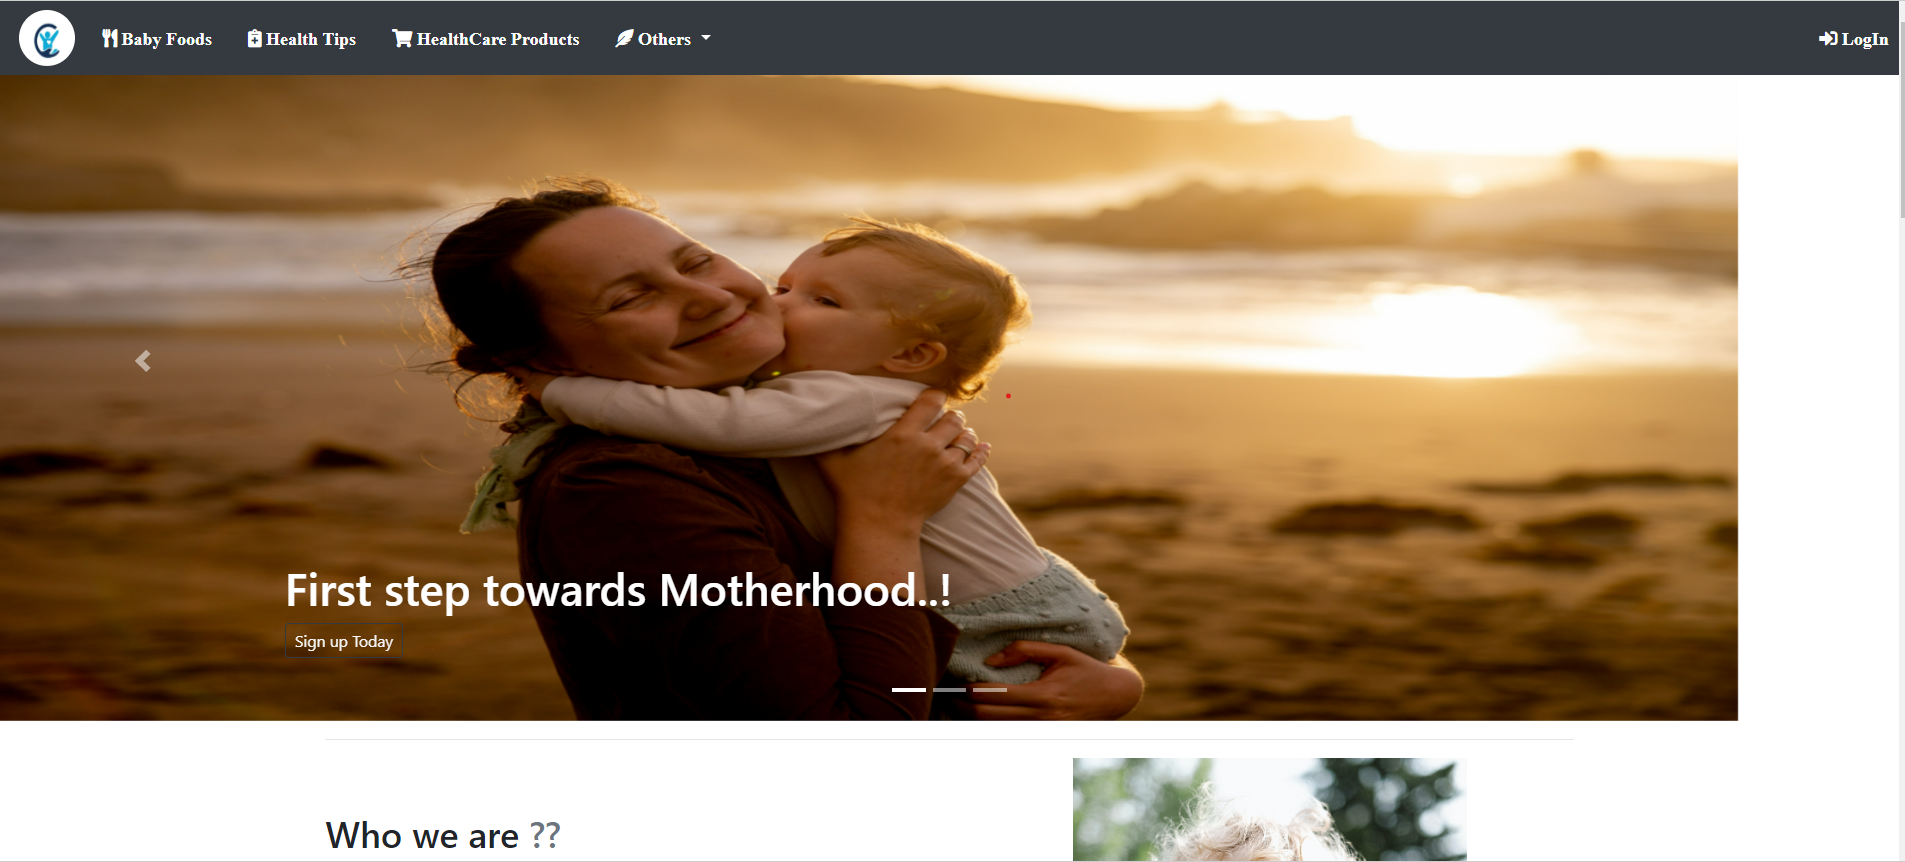 Baby Foods
Health Tips
HealthCare Products
Others
LogIn
First step towards Motherhood..!
Sign up Today
Who we are ??